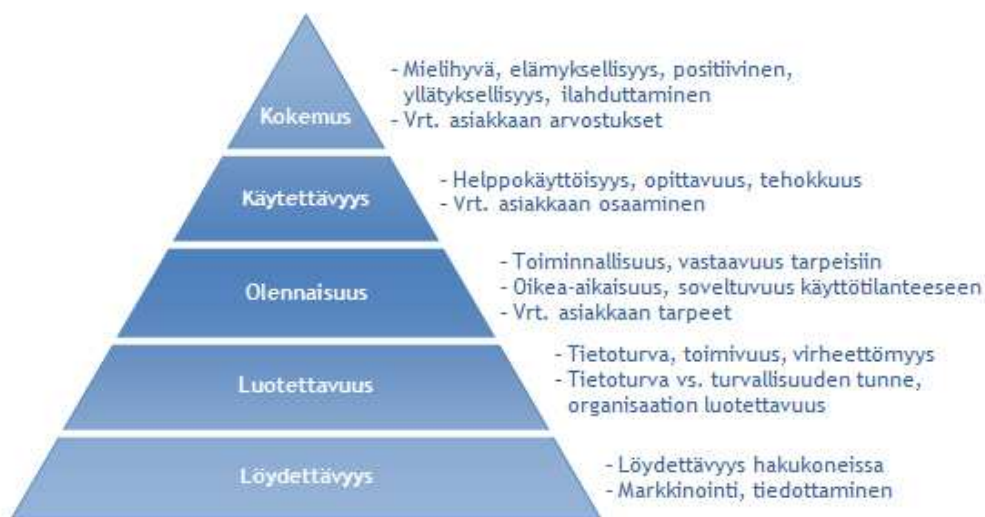 - Mielihyvä, elämyksellisyys, positiivinen,
yllätyksellisyys, ilahduttaminen
- Vrt. asiakkaan arvostukset
Kokemus
- Helppokäyttöisyys, opittavuus, tehokkuus
- Vrt. asiakkaan osaaminen
Käytettävyys
- Toiminnallisuus, vastaavuus tarpeisiin
- Oikea-aikaisuus, soveltuvuus käyttötilanteeseen
- Vrt. asiakkaan tarpeet
Olennaisuus
- Tietoturva, toimivuus, virheettömyys
- Tietoturva vs. turvallisuuden tunne,
organisaation luotettavuus
Luotettavuus
- Löydettävyys hakukoneissa
- Markkinointi, tiedottaminen
Löydettävyys